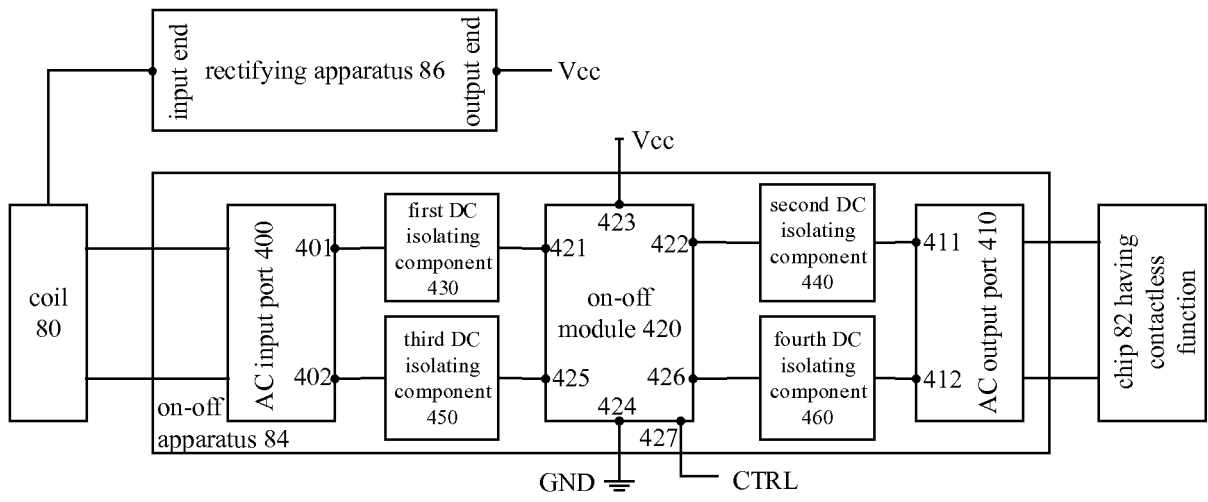 input end
rectifying apparatus 86
output end
Vcc
Vcc
coil
80
on-off
apparatus 84
AC input port 400
401
402
first DC
isolating
component
430
third DC
isolating
component
450
423
421
422
on-off
module 420
425
426
424
427
second DC
isolating
component
440
fourth DC
isolating
component
460
411
412
AC output port 410
chip 82 having
contactless
function
GND
CTRL